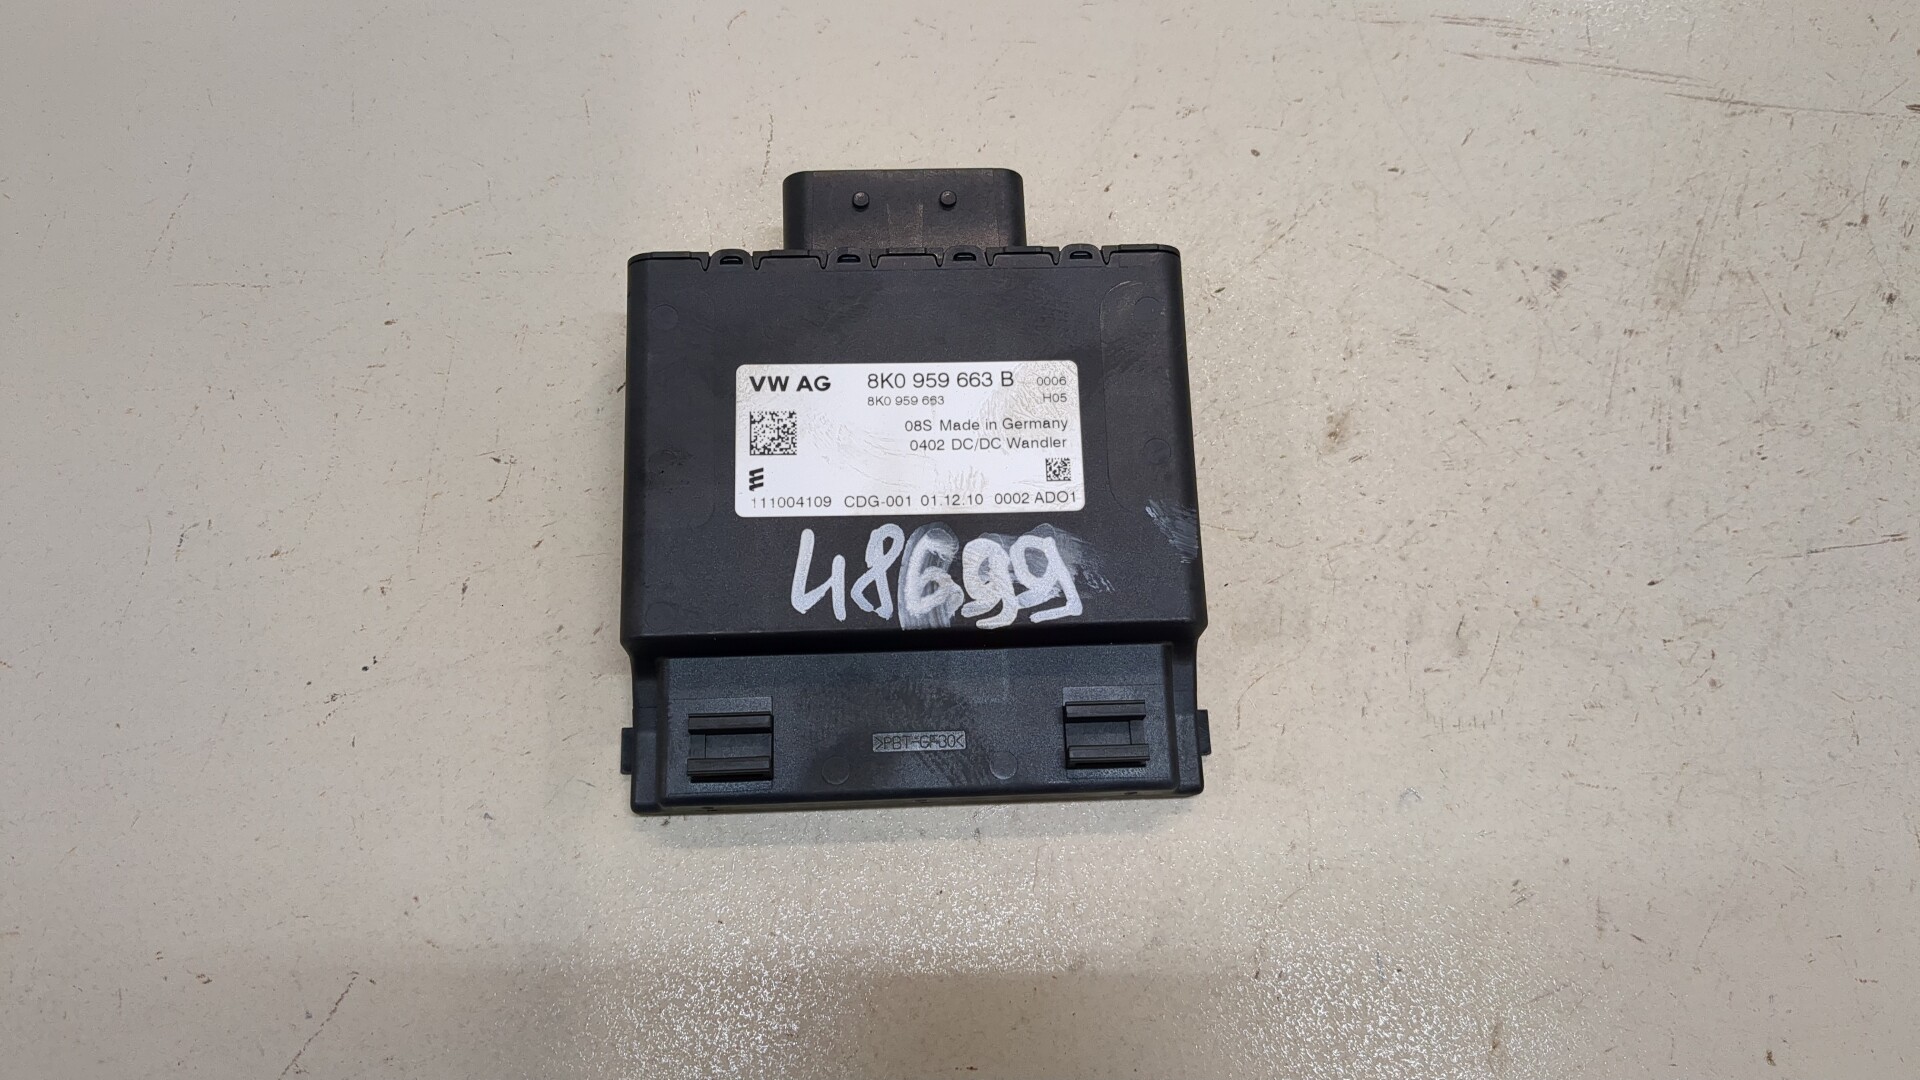 VW AG 8K0 959 663 B 0006
8K0 959 663 H05
08S Made in Germany
0402 DC/DC Wandler
111004109 CDG-001 01.12.10 0002 ADO1
48699
>PBT-GF30<